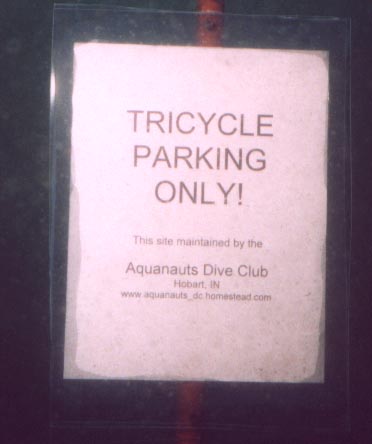 TRICYCLE
PARKING
ONLY!
This site maintained by the
Aquanauts Dive Club
Hobart, IN
www.aquanauts_dc.homestead.com